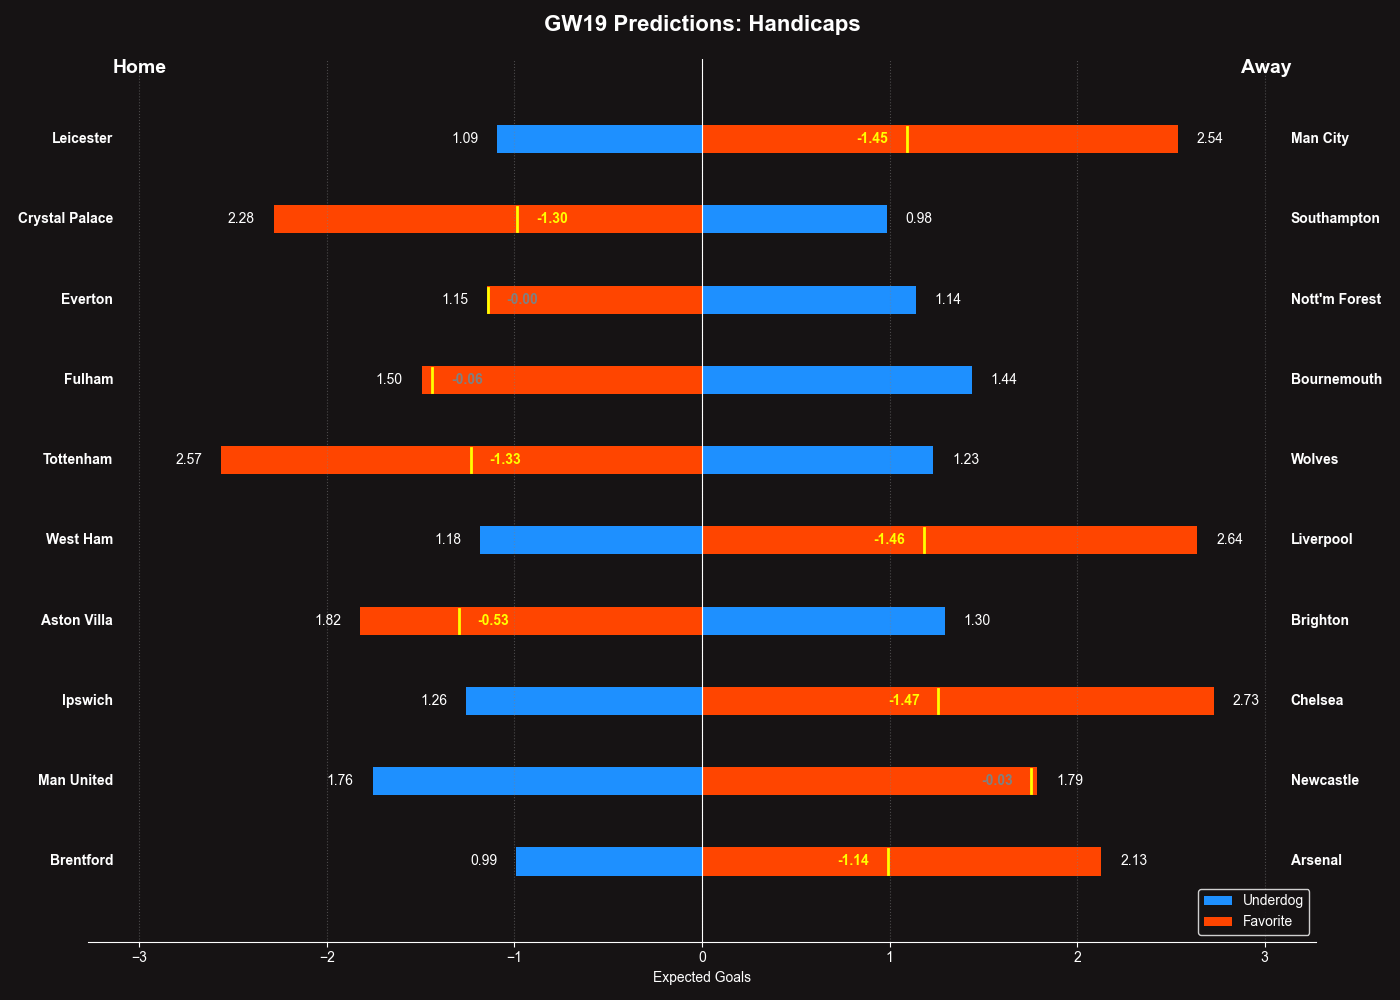 GW19 Predictions: Handicaps
Home Away
Leicester 1.09 -1.45 2.54 Man City
Crystal Palace 2.28 -1.30 0.98 Southampton
Everton 1.15 -0.00 1.14 Nott'm Forest
Fulham 1.50 -0.06 1.44 Bournemouth
Tottenham 2.57 -1.33 1.23 Wolves
West Ham 1.18 -1.46 2.64 Liverpool
Aston Villa 1.82 -0.53 1.30 Brighton
Ipswich 1.26 -1.47 2.73 Chelsea
Man United 1.76 -0.03 1.79 Newcastle
Brentford 0.99 -1.14 2.13 Arsenal
Underdog
Favorite
−3 −2 −1 0 1 2 3
Expected Goals